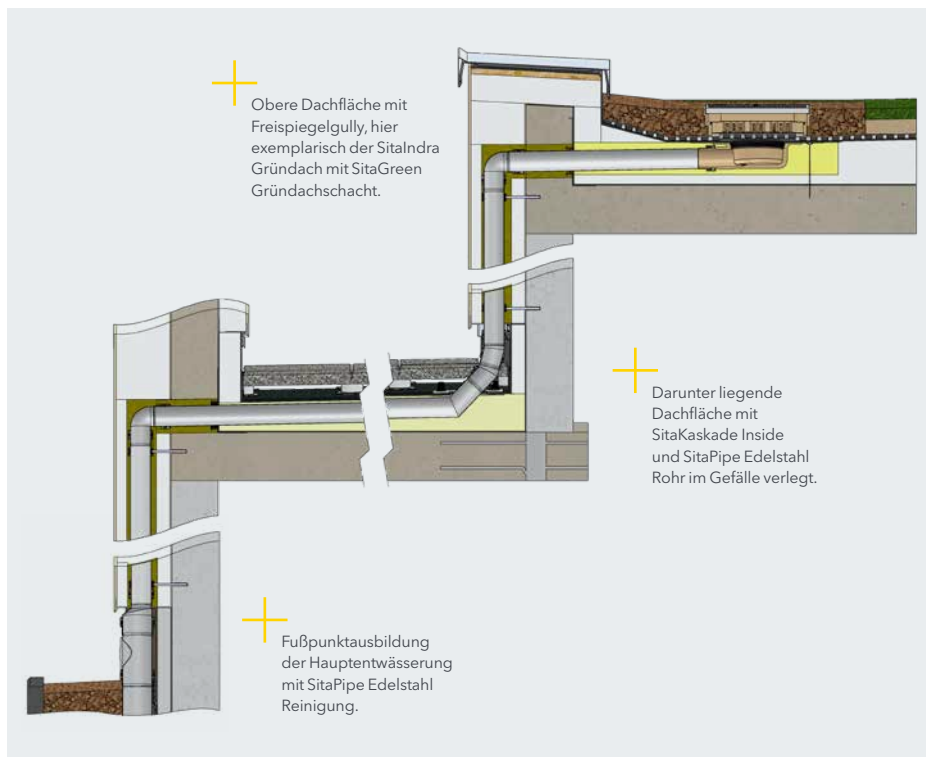 Obere Dachfläche mit
Freispiegelgully, hier
exemplarisch der SitaIndra
Gründach mit SitaGreen
Gründachschacht.
Darunter liegende
Dachfläche mit
SitaKaskade Inside
und SitaPipe Edelstahl
Rohr im Gefälle verlegt.
Fußpunktausbildung
der Hauptentwässerung
mit SitaPipe Edelstahl
Reinigung.